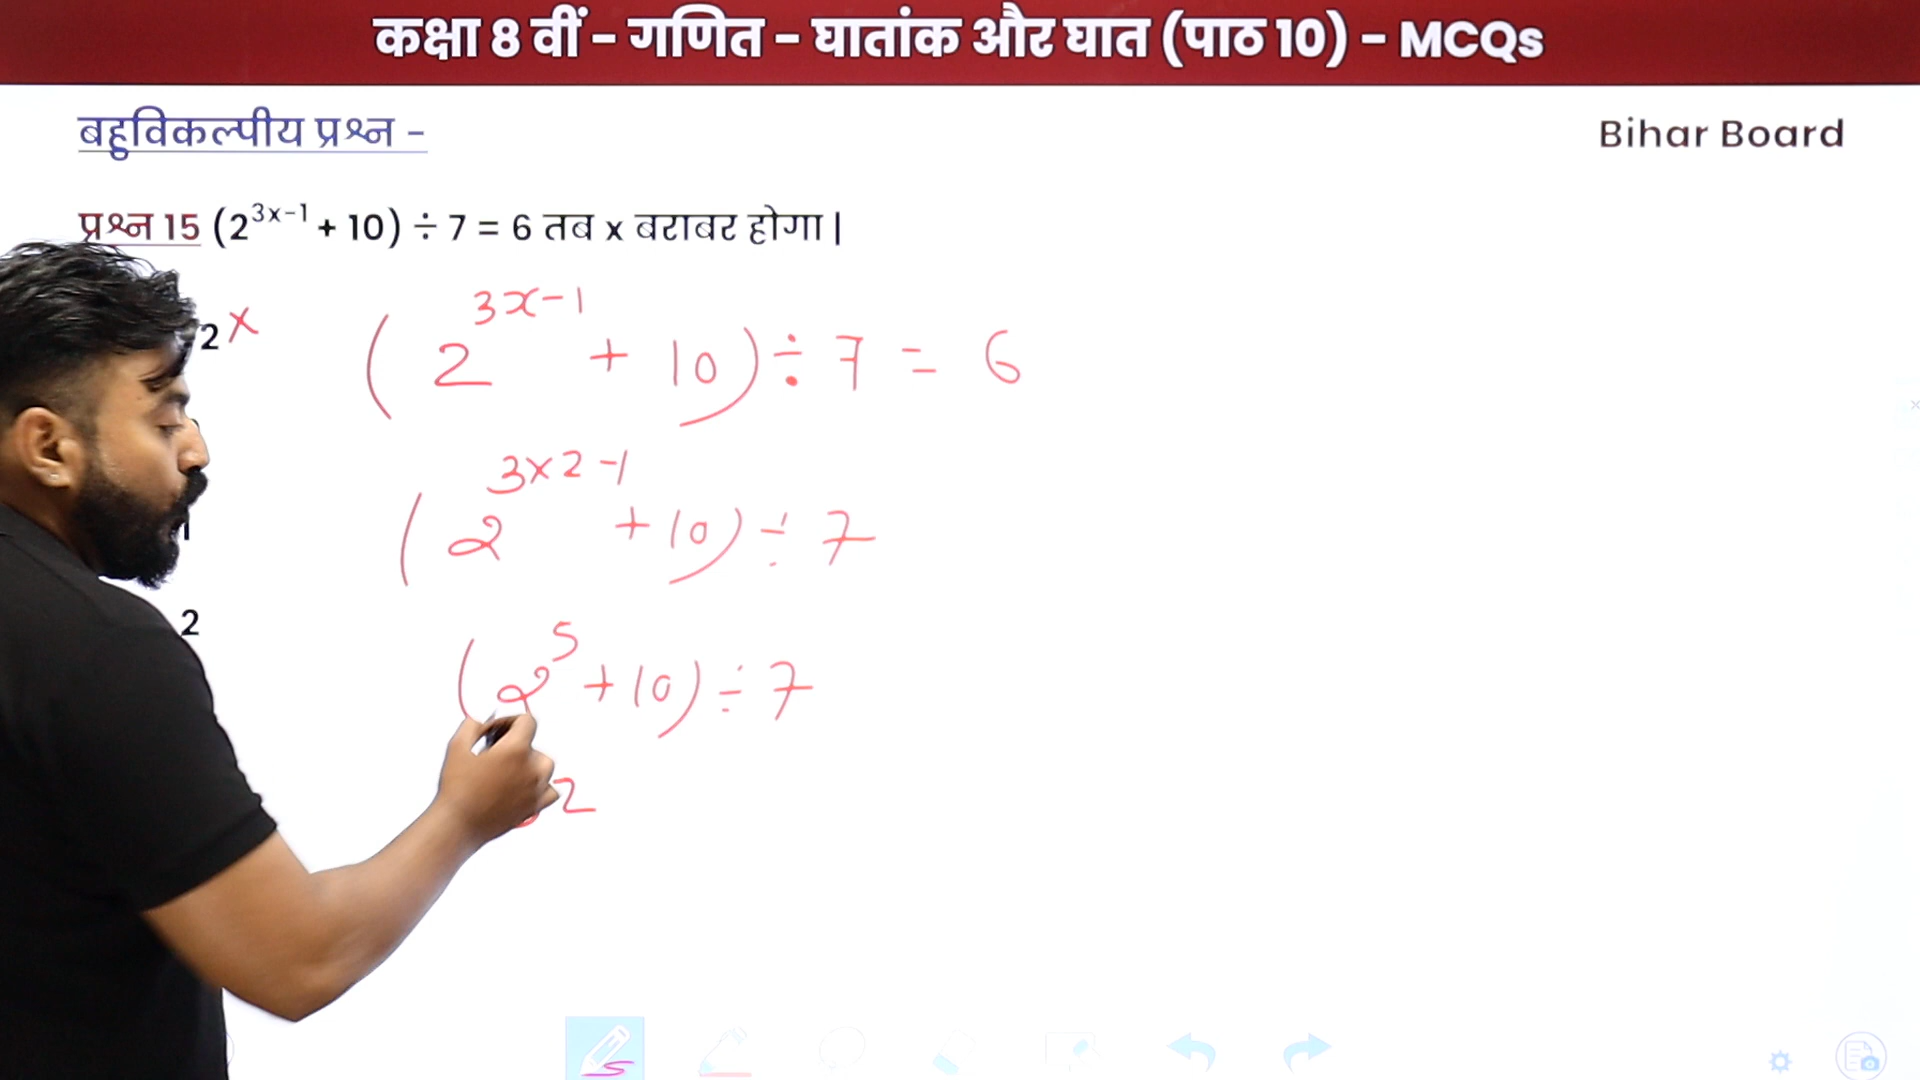 कक्षा 8 वीं – गणित – घातांक और घात (पाठ 10) – MCQs
बहुविकल्पीय प्रश्न –
Bihar Board
प्रश्न 15 (2^{3x-1} + 10) ÷ 7 = 6 तब x बराबर होगा |
2 ×
(2^{3x-1} + 10) ÷ 7 = 6
(2^{3×2-1} + 10) ÷ 7
1
2
(2^5 + 10) ÷ 7
2